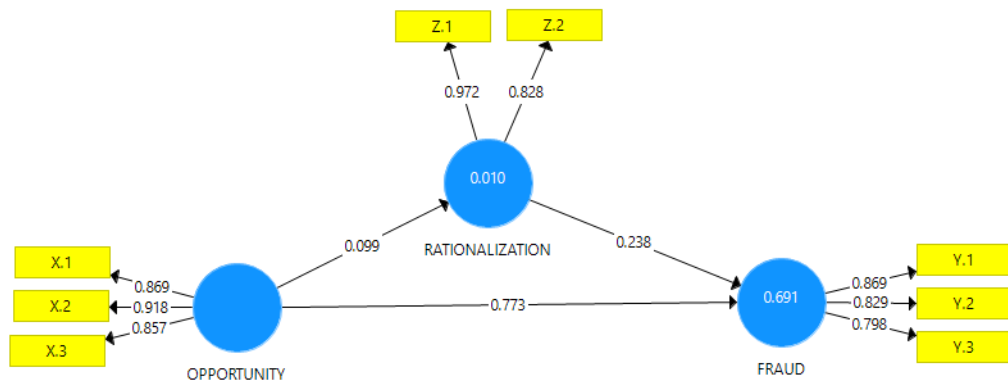 Z.1
Z.2
0.972
0.828
0.010
RATIONALIZATION
0.099
0.238
X.1
X.2
X.3
0.869
0.918
0.857
OPPORTUNITY
0.773
0.691
FRAUD
0.869
0.829
0.798
Y.1
Y.2
Y.3